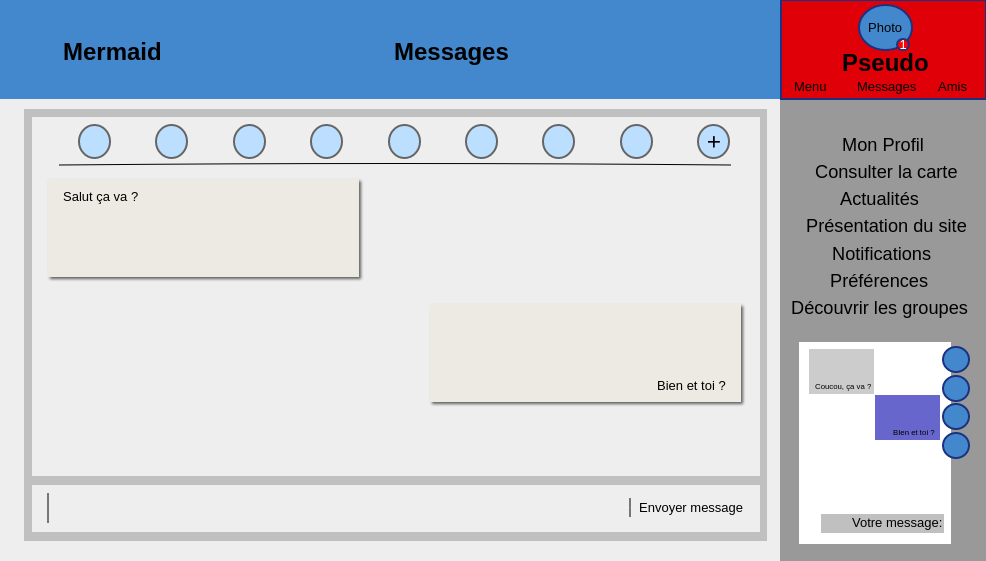 Mermaid
Messages
Photo
1
Pseudo
Menu Messages Amis
+
Salut ça va ?
Bien et toi ?
Envoyer message
Mon Profil
Consulter la carte
Actualités
Présentation du site
Notifications
Préférences
Découvrir les groupes
Coucou, ça va ?
Bien et toi ?
Votre message: